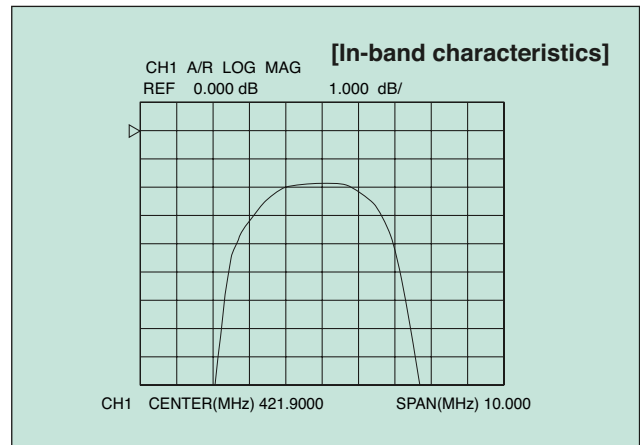 [In-band characteristics]
CH1 A/R LOG MAG
REF 0.000 dB 1.000 dB/
CH1 CENTER(MHz) 421.9000 SPAN(MHz) 10.000